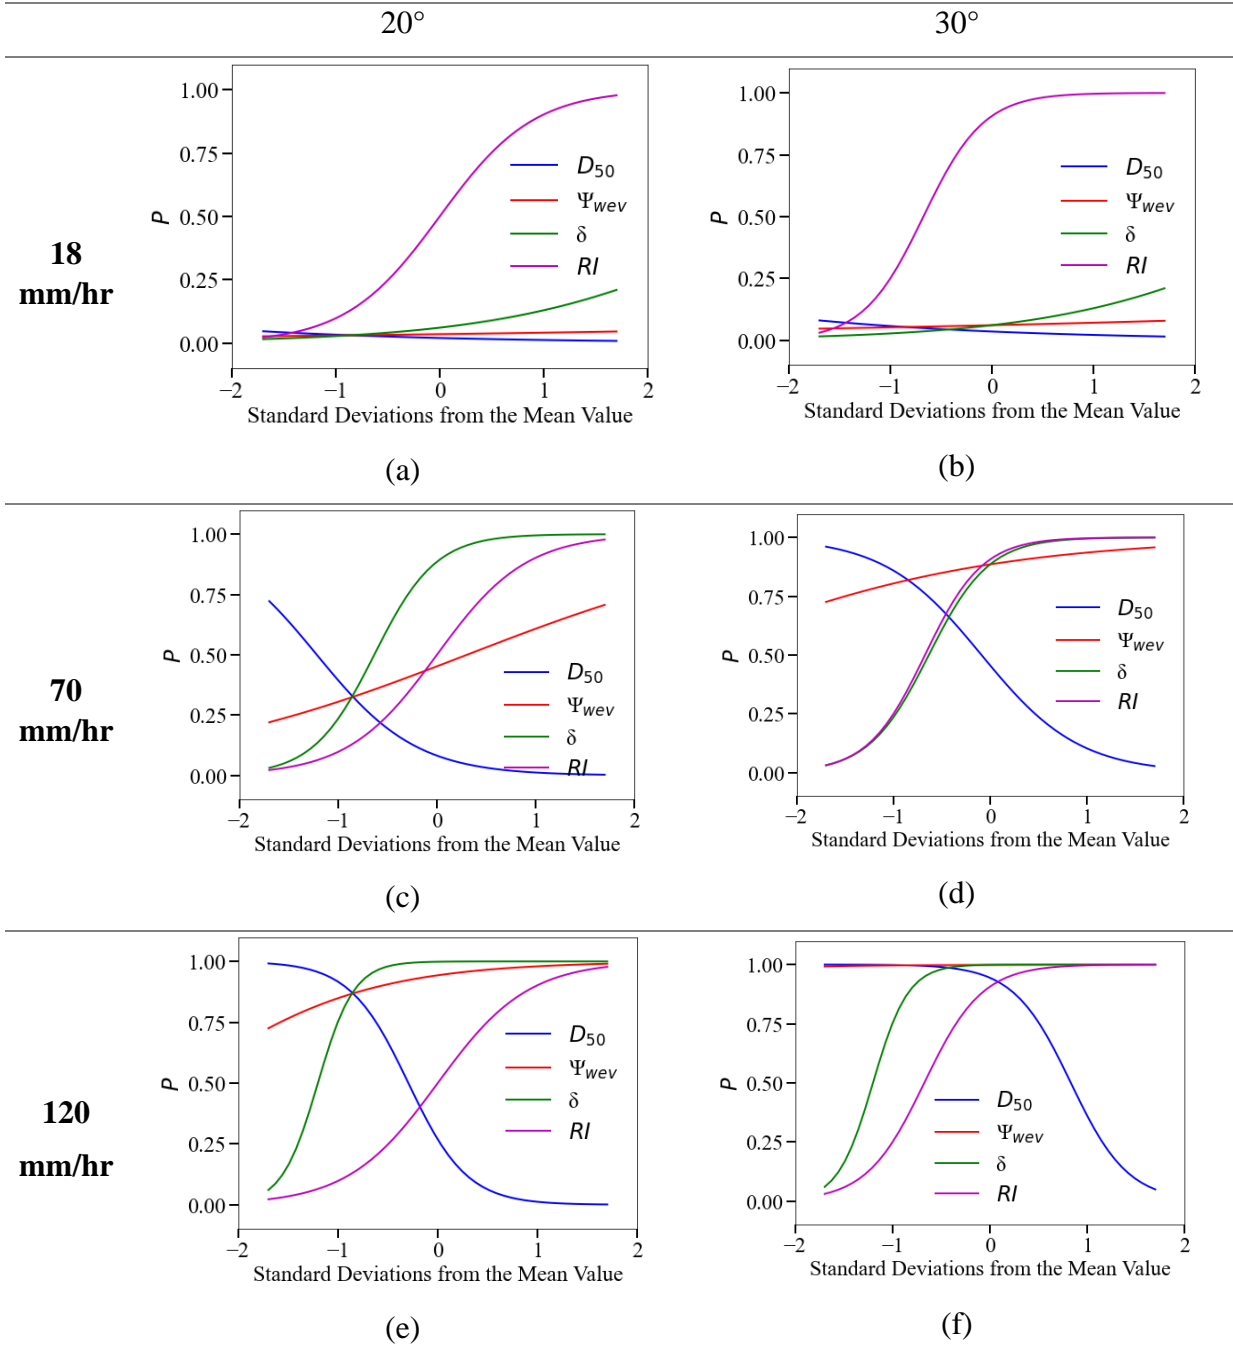 20° 30°
18
mm/hr
1.00
0.75
0.50
0.25
0.00
P
D50
Ψwev
δ
RI
−2 −1 0 1 2
Standard Deviations from the Mean Value
(a)
1.00
0.75
0.50
0.25
0.00
P
D50
Ψwev
δ
RI
−2 −1 0 1 2
Standard Deviations from the Mean Value
(b)
70
mm/hr
1.00
0.75
0.50
0.25
0.00
P
D50
Ψwev
δ
RI
−2 −1 0 1 2
Standard Deviations from the Mean Value
(c)
1.00
0.75
0.50
0.25
0.00
P
D50
Ψwev
δ
RI
−2 −1 0 1 2
Standard Deviations from the Mean Value
(d)
120
mm/hr
1.00
0.75
0.50
0.25
0.00
P
D50
Ψwev
δ
RI
−2 −1 0 1 2
Standard Deviations from the Mean Value
(e)
1.00
0.75
0.50
0.25
0.00
P
D50
Ψwev
δ
RI
−2 −1 0 1 2
Standard Deviations from the Mean Value
(f)